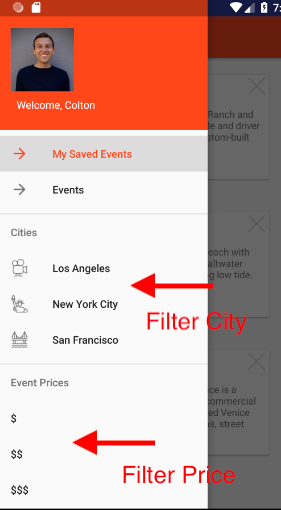 7:
Welcome, Colton
Ranch and
e and driver
stom-built
My Saved Events
Events
Cities
each with
altwater
ng low tide.
Los Angeles
New York City
San Francisco
Filter City
Event Prices
ice is a
commercial
ed Venice
s, street
$
$$
$$$
Filter Price